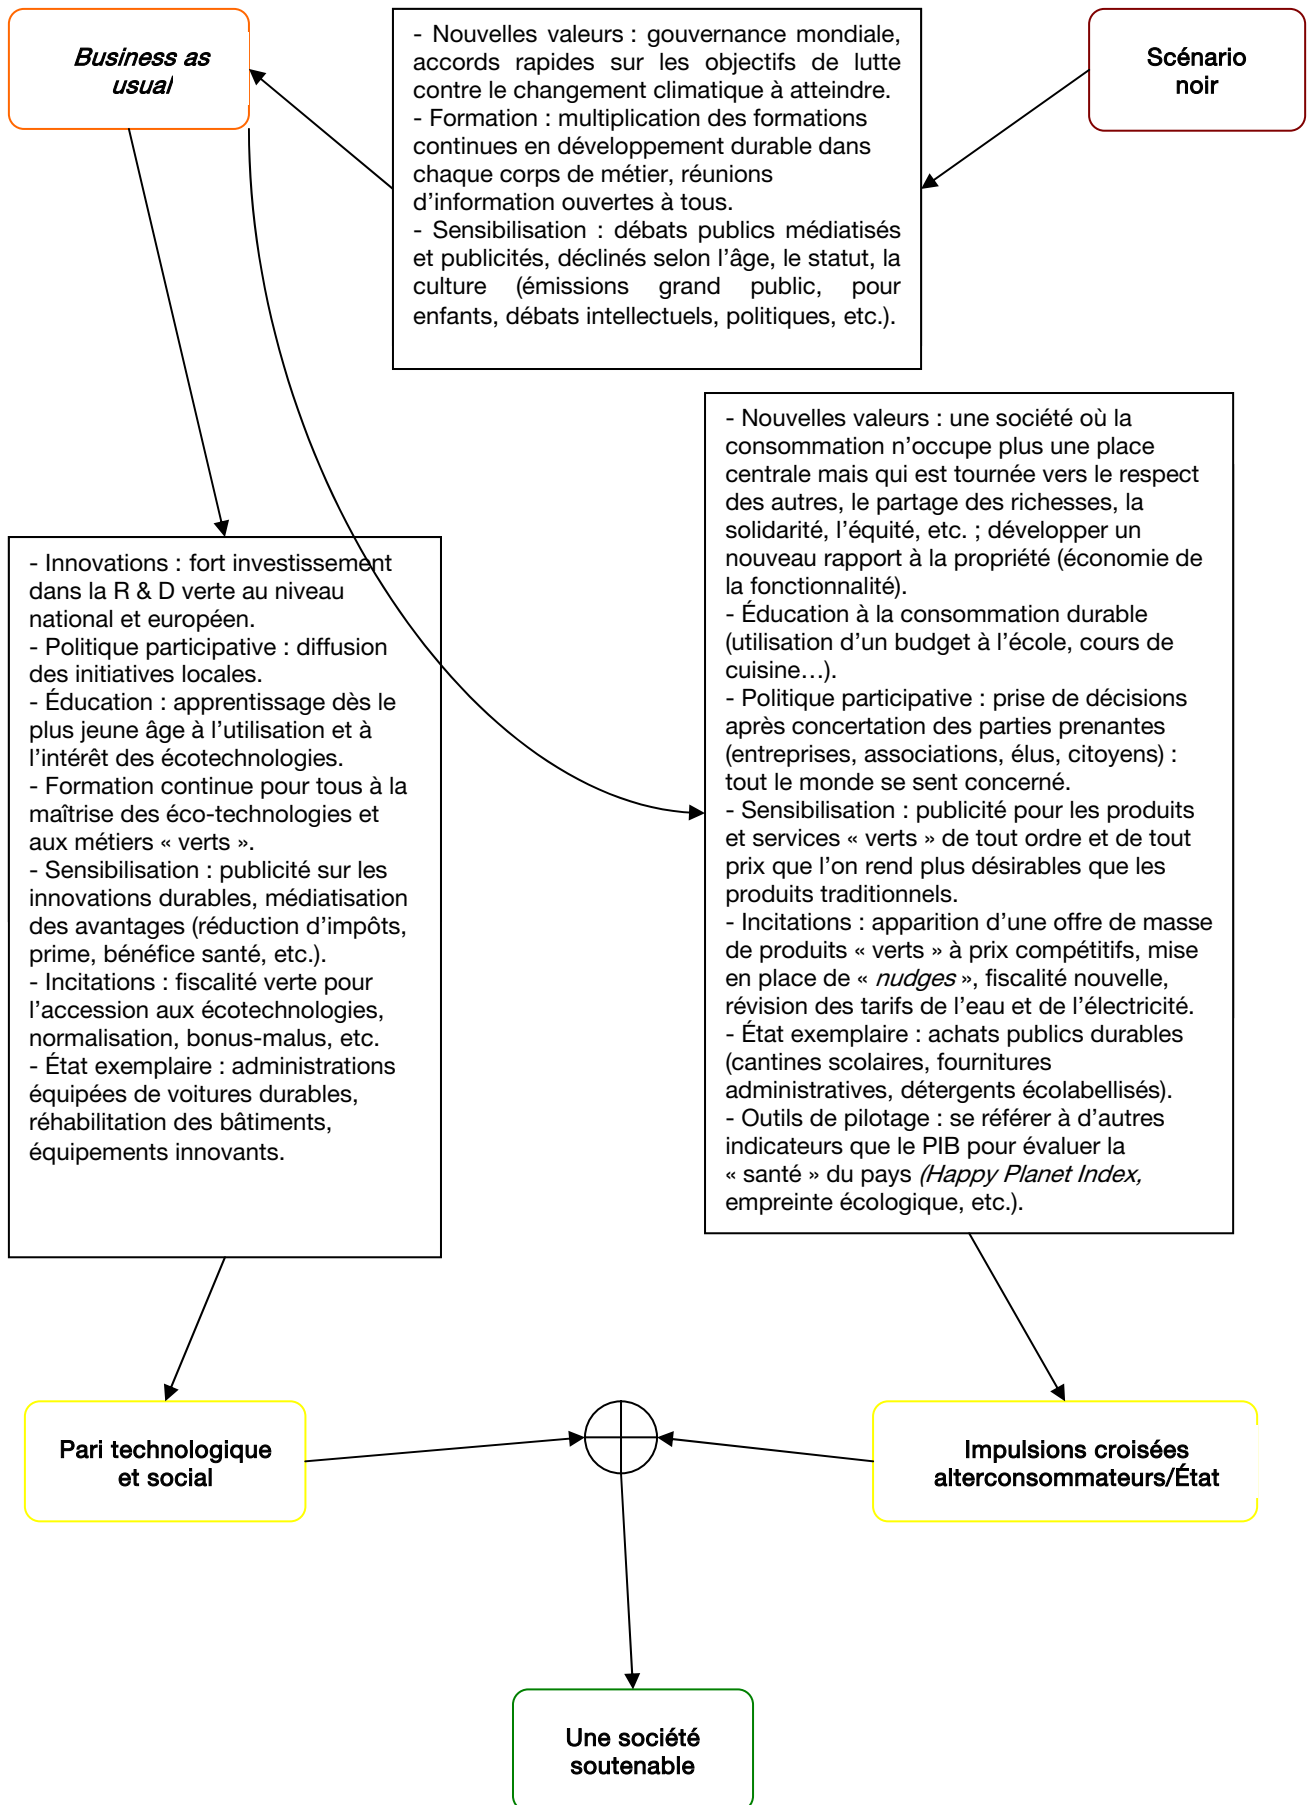 Business as
usual
- Nouvelles valeurs : gouvernance mondiale,
accords rapides sur les objectifs de lutte
contre le changement climatique à atteindre.
- Formation : multiplication des formations
continues en développement durable dans
chaque corps de métier, réunions
d’information ouvertes à tous.
- Sensibilisation : débats publics médiatisés
et publicités, déclinés selon l’âge, le statut, la
culture (émissions grand public, pour
enfants, débats intellectuels, politiques, etc.).
Scénario
noir
- Nouvelles valeurs : une société où la
consommation n’occupe plus une place
centrale mais qui est tournée vers le respect
des autres, le partage des richesses, la
solidarité, l’équité, etc. ; développer un
nouveau rapport à la propriété (économie de
la fonctionnalité).
- Éducation à la consommation durable
(utilisation d’un budget à l’école, cours de
cuisine…).
- Politique participative : prise de décisions
après concertation des parties prenantes
(entreprises, associations, élus, citoyens) :
tout le monde se sent concerné.
- Sensibilisation : publicité pour les produits
et services « verts » de tout ordre et de tout
prix que l’on rend plus désirables que les
produits traditionnels.
- Incitations : apparition d’une offre de masse
de produits « verts » à prix compétitifs, mise
en place de « nudges », fiscalité nouvelle,
révision des tarifs de l’eau et de l’électricité.
- État exemplaire : achats publics durables
(cantines scolaires, fournitures
administratives, détergents écolabellisés).
- Outils de pilotage : se référer à d’autres
indicateurs que le PIB pour évaluer la
« santé » du pays (Happy Planet Index,
empreinte écologique, etc.).
- Innovations : fort investissement
dans la R & D verte au niveau
national et européen.
- Politique participative : diffusion
des initiatives locales.
- Éducation : apprentissage dès le
plus jeune âge à l’utilisation et à
l’intérêt des écotechnologies.
- Formation continue pour tous à la
maîtrise des éco-technologies et
aux métiers « verts ».
- Sensibilisation : publicité sur les
innovations durables, médiatisation
des avantages (réduction d’impôts,
prime, bénéfice santé, etc.).
- Incitations : fiscalité verte pour
l’accession aux écotechnologies,
normalisation, bonus-malus, etc.
- État exemplaire : administrations
équipées de voitures durables,
réhabilitation des bâtiments,
équipements innovants.
Pari technologique
et social
Impulsions croisées
alterconsommateurs/État
Une société
soutenable